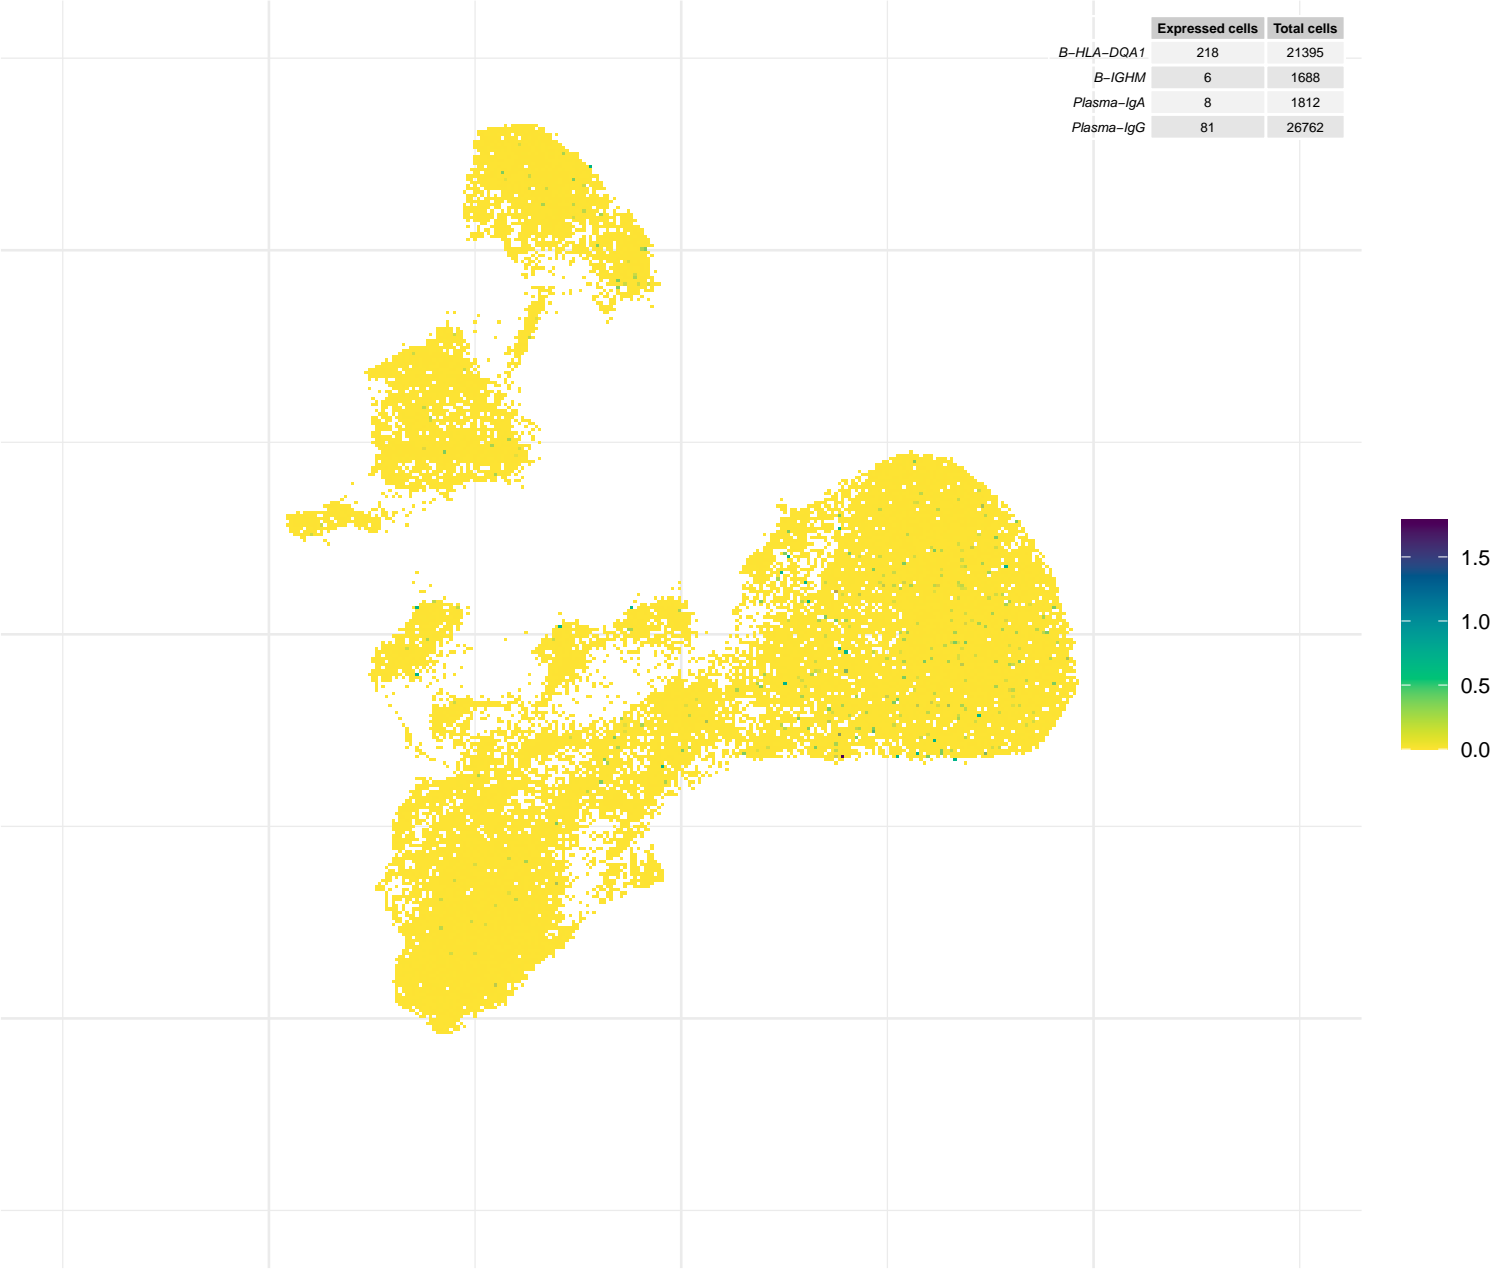 Expressed cells Total cells
B−HLA−DQA1 218 21395
B−IGHM 6 1688
Plasma−IgA 8 1812
Plasma−IgG 81 26762
1.5
1.0
0.5
0.0